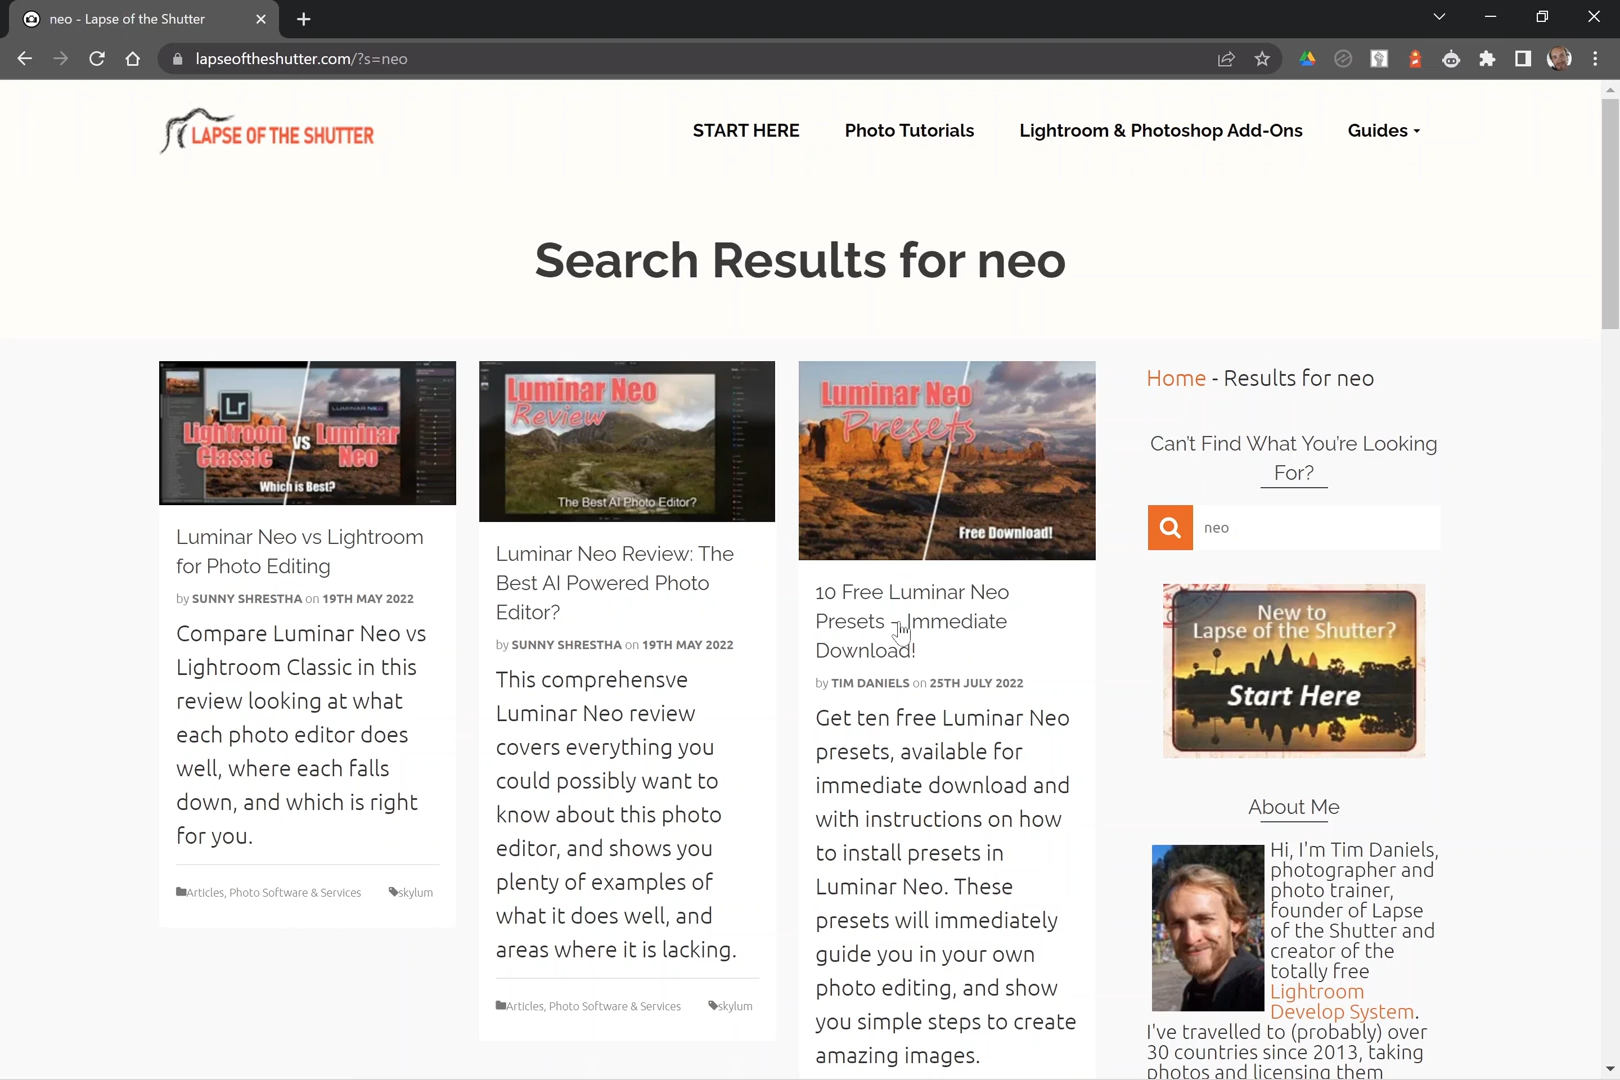 neo - Lapse of the Shutter
lapseoftheshutter.com/?s=neo
LAPSE OF THE SHUTTER
START HERE
Photo Tutorials
Lightroom & Photoshop Add-Ons
Guides
Search Results for neo
Lr
Lightroom
Classic
vs
LUMINAR NEO
Luminar
Neo
Which is Best?
Luminar Neo vs Lightroom
for Photo Editing
by SUNNY SHRESTHA on 19TH MAY 2022
Compare Luminar Neo vs
Lightroom Classic in this
review looking at what
each photo editor does
well, where each falls
down, and which is right
for you.
Articles, Photo Software & Services
skylum
Luminar Neo
Review
The Best AI Photo Editor?
Luminar Neo Review: The
Best AI Powered Photo
Editor?
by SUNNY SHRESTHA on 19TH MAY 2022
This comprehensve
Luminar Neo review
covers everything you
could possibly want to
know about this photo
editor, and shows you
plenty of examples of
what it does well, and
areas where it is lacking.
Articles, Photo Software & Services
skylum
Luminar Neo
Presets
Free Download!
10 Free Luminar Neo
Presets - Immediate
Download!
by TIM DANIELS on 25TH JULY 2022
Get ten free Luminar Neo
presets, available for
immediate download and
with instructions on how
to install presets in
Luminar Neo. These
presets will immediately
guide you in your own
photo editing, and show
you simple steps to create
amazing images.
Home - Results for neo
Can't Find What You're Looking
For?
neo
New to
Lapse of the Shutter?
Start Here
About Me
Hi, I'm Tim Daniels,
photographer and
photo trainer,
founder of Lapse
of the Shutter and
creator of the
totally free
Lightroom
Develop System.
I've travelled to (probably) over
30 countries since 2013, taking
photos and licensing them